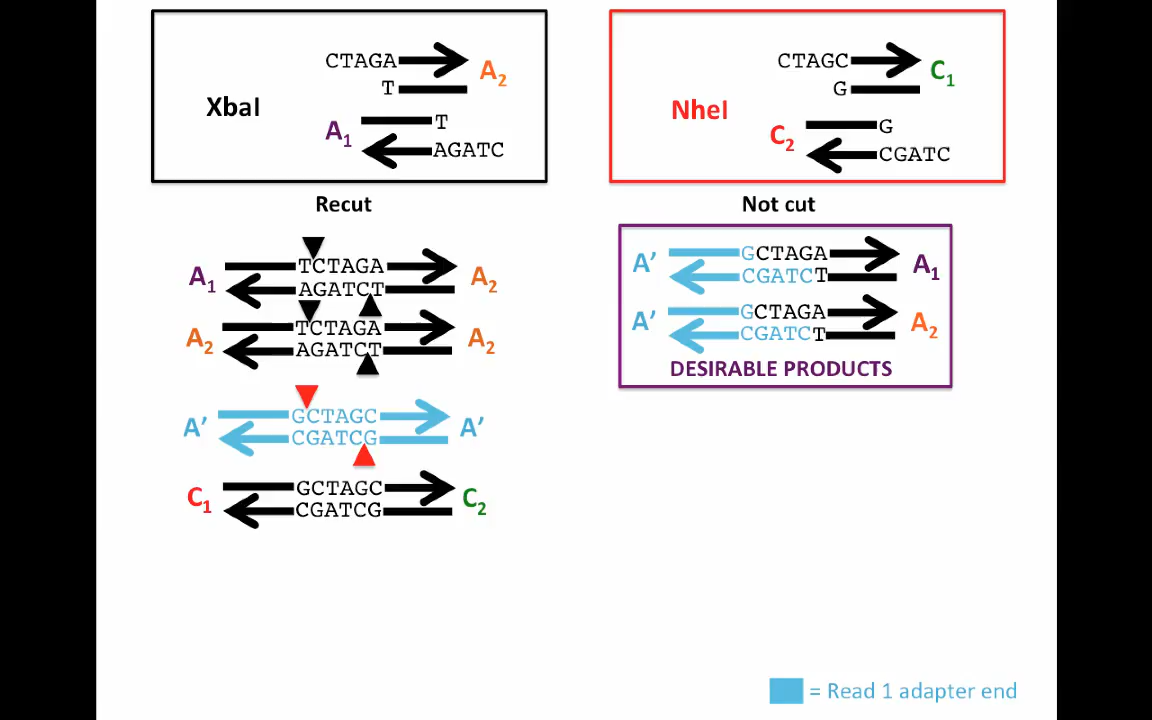 XbaI
CTAGA A2
T
A1 T
AGATC
NheI
CTAGC C1
G
C2 G
CGATC
Recut
A1 TCTAGA A2
AGATCT
A2 TCTAGA A2
AGATCT
A' GCTAGC A'
CGATCG
C1 GCTAGC C2
CGATCG
Not cut
A' GCTAGA A1
CGATCT
A' GCTAGA A2
CGATCT
DESIRABLE PRODUCTS
= Read 1 adapter end